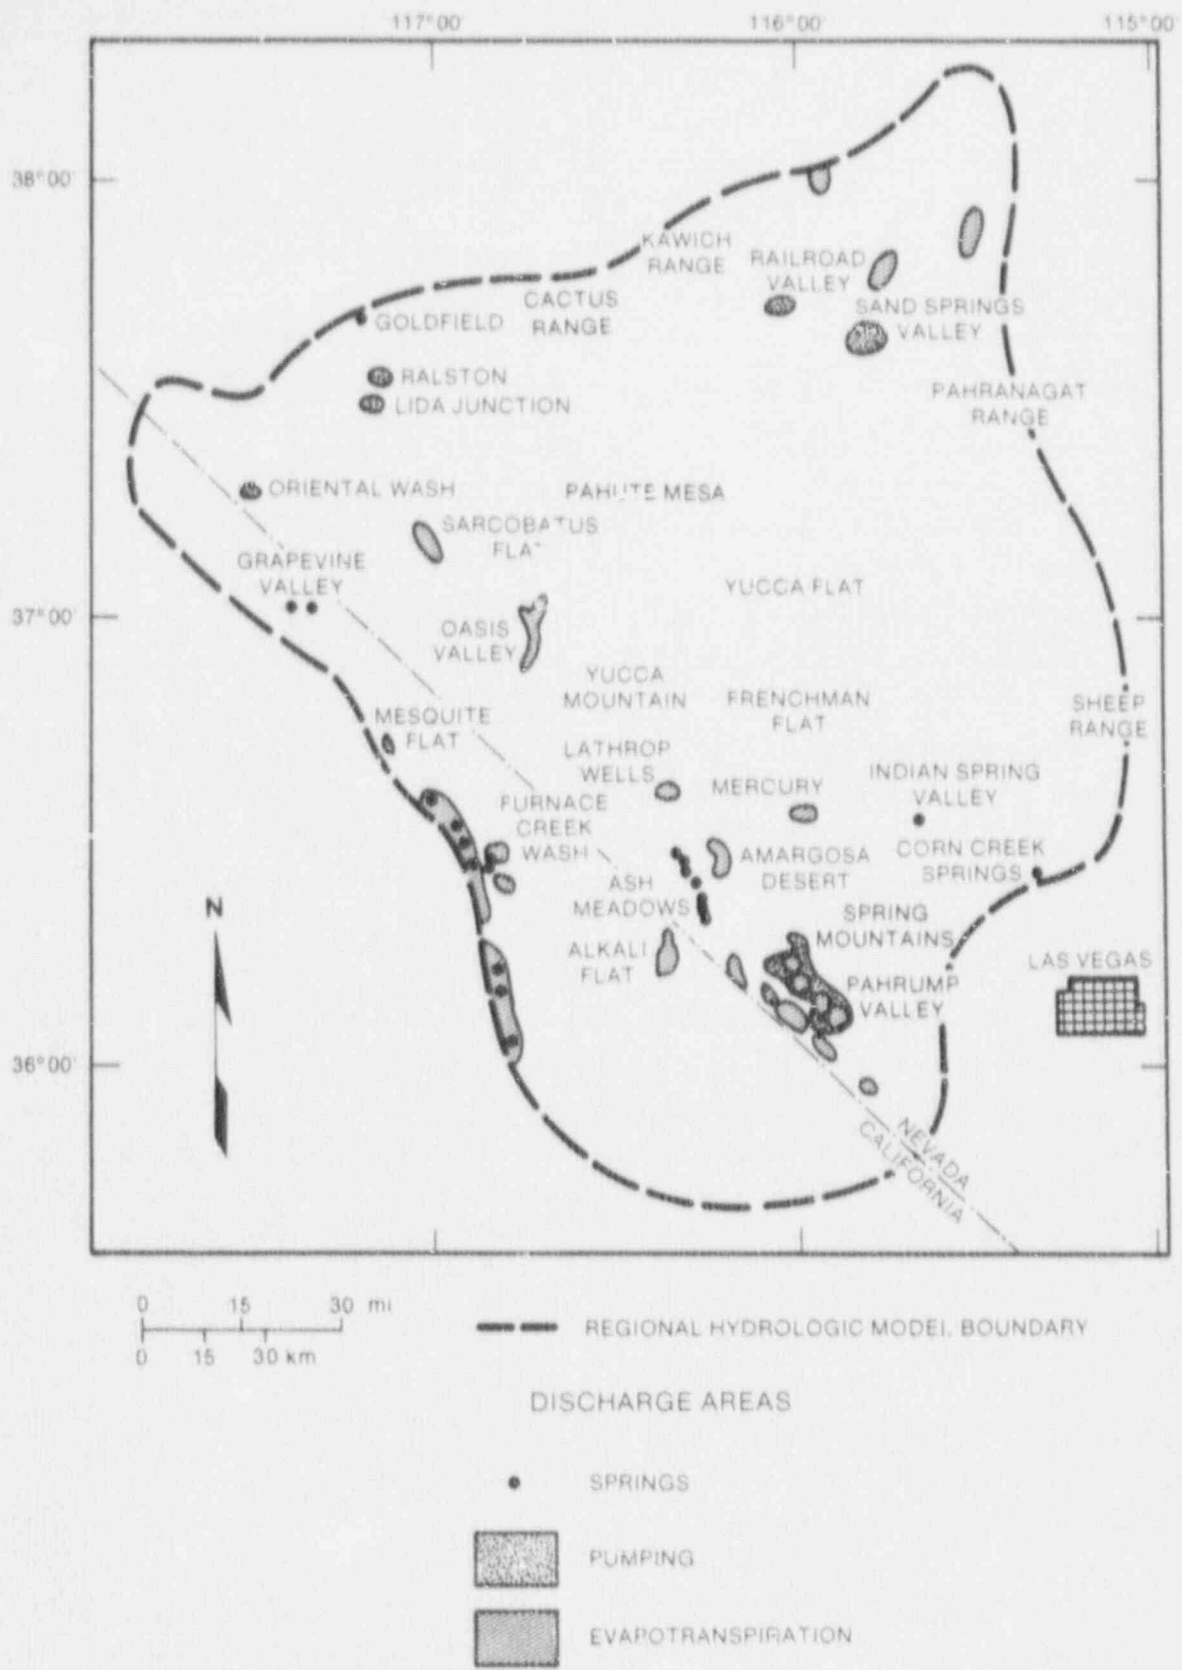 117°00'
116°00'
115°00'
38°00'
KAWICH
RANGE
RAILROAD
VALLEY
CACTUS
RANGE
SAND SPRINGS
VALLEY
GOLDFIELD
RALSTON
LIDA JUNCTION
PAHRANAGAT
RANGE
ORIENTAL WASH
PAHUTE MESA
SARCOBATUS
FLAT
GRAPEVINE
VALLEY
YUCCA FLAT
37°00'
OASIS
VALLEY
YUCCA
MOUNTAIN
FRENCHMAN
FLAT
SHEEP
RANGE
MESQUITE
FLAT
LATHROP
WELLS
MERCURY
INDIAN SPRING
VALLEY
FURNACE
CREEK
WASH
AMARGOSA
DESERT
CORN CREEK
SPRINGS
ASH
MEADOWS
N
SPRING
MOUNTAINS
ALKALI
FLAT
LAS VEGAS
PAHRUMP
VALLEY
36°00'
NEVADA
CALIFORNIA
0 15 30 mi
0 15 30 km
REGIONAL HYDROLOGIC MODEL. BOUNDARY
DISCHARGE AREAS
SPRINGS
PUMPING
EVAPOTRANSPIRATION